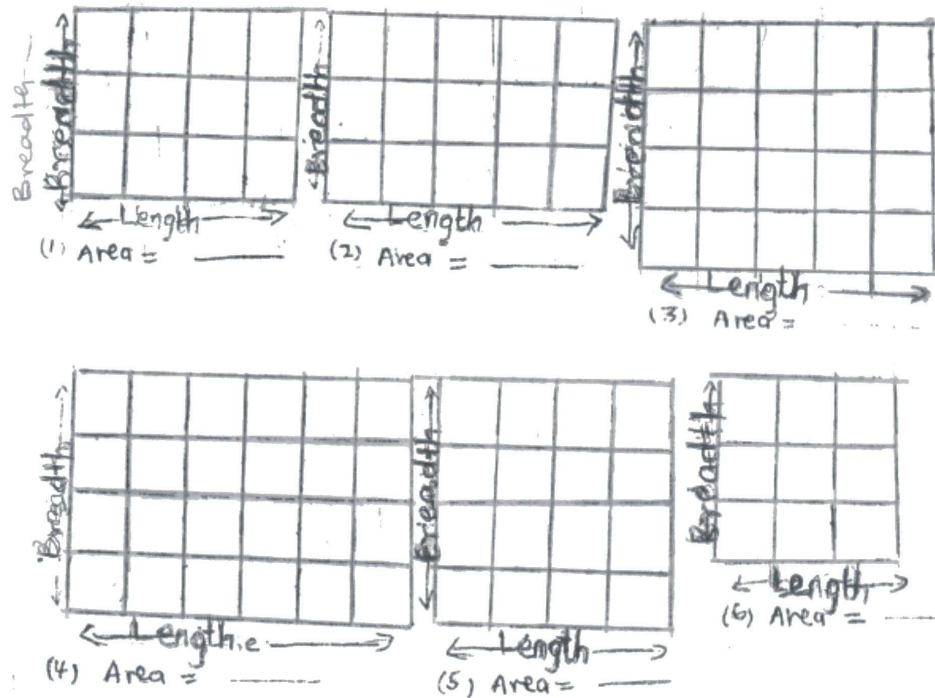 Breadth
Breadth
Length
(1) Area =
Breadth
Length
(2) Area =
Breadth
Length
(3) Area =
Breadth
Length.e
(4) Area =
Breadth
Length
(5) Area =
Breadth
Length
(6) Area =